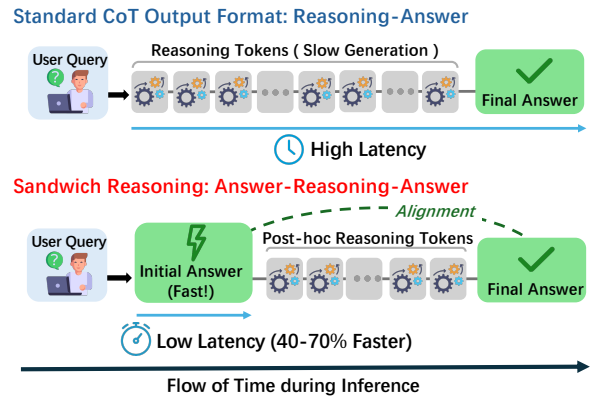 Standard CoT Output Format: Reasoning-Answer
Reasoning Tokens ( Slow Generation )
User Query
?
Final Answer
High Latency
Sandwich Reasoning: Answer-Reasoning-Answer
Alignment
User Query
?
Post-hoc Reasoning Tokens
Initial Answer
(Fast!)
Final Answer
Low Latency (40-70% Faster)
Flow of Time during Inference